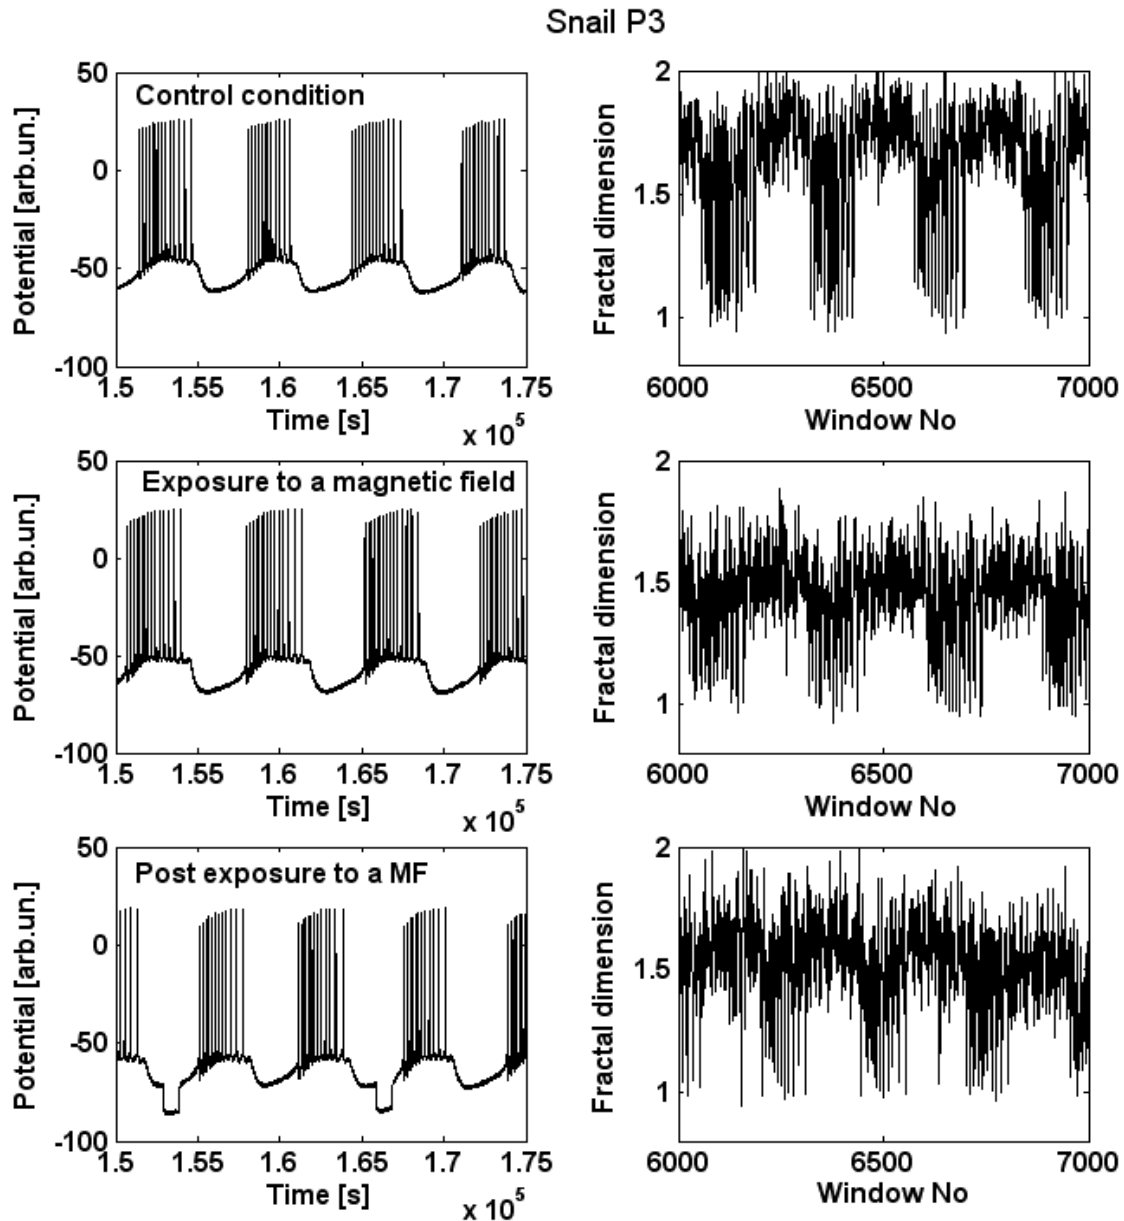 Snail P3
Control condition
Potential [arb.un.]
50
0
-50
-100
1.5 1.55 1.6 1.65 1.7 1.75
Time [s]
x 10^5
Fractal dimension
2
1.5
1
6000 6500 7000
Window No
Exposure to a magnetic field
Potential [arb.un.]
50
0
-50
-100
1.5 1.55 1.6 1.65 1.7 1.75
Time [s]
x 10^5
Fractal dimension
2
1.5
1
6000 6500 7000
Window No
Post exposure to a MF
Potential [arb.un.]
50
0
-50
-100
1.5 1.55 1.6 1.65 1.7 1.75
Time [s]
x 10^5
Fractal dimension
2
1.5
1
6000 6500 7000
Window No